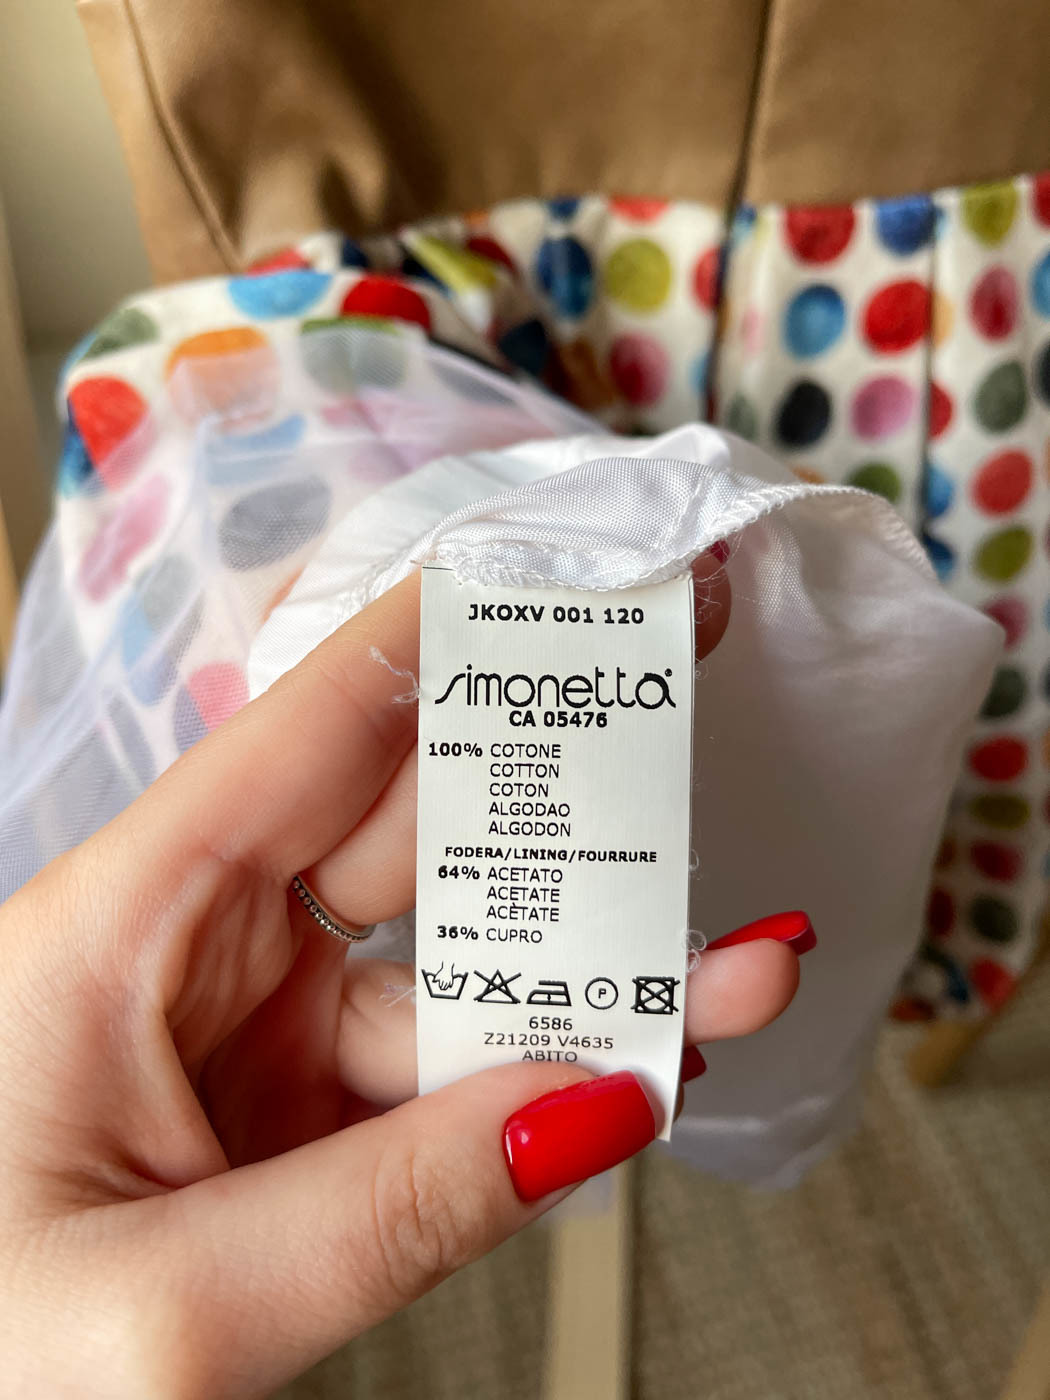 JKOXV 001 120
simonetta®
CA 05476
100% COTONE
COTTON
COTON
ALGODAO
ALGODON
FODERA/LINING/FOURRURE
64% ACETATO
ACETATE
ACÈTATE
36% CUPRO
P
6586
Z21209 V4635
ABITO